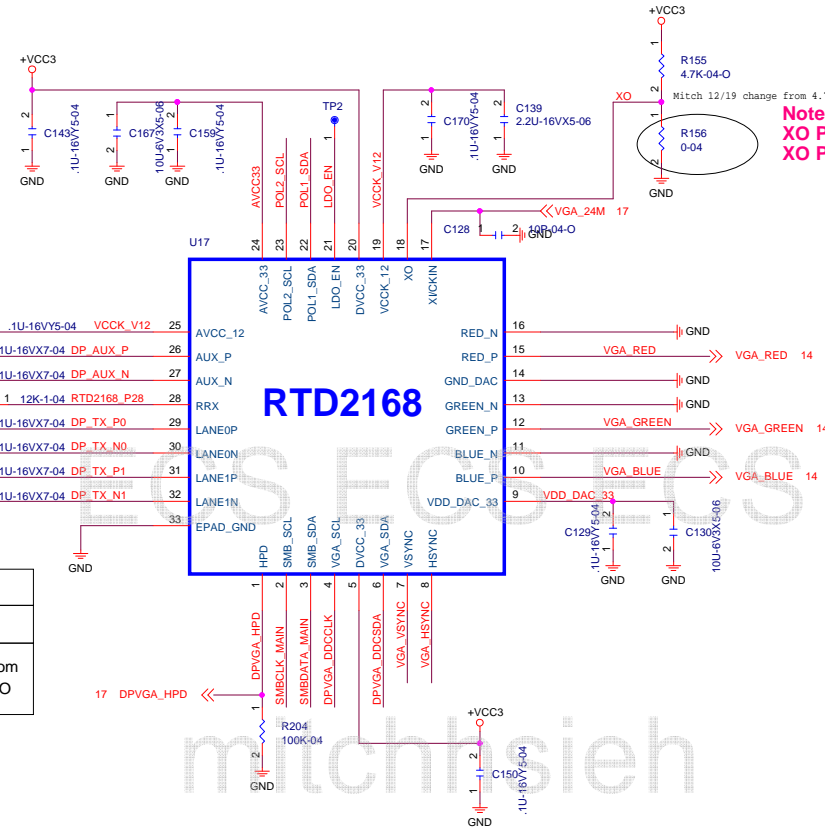 +VCC3
R155
4.7K-04-O
XO
Mitch 12/19 change from 4.7
Note
XO P
XO P
R156
0-04
GND
+VCC3
C143
.1U-16VY5-04
GND
C167
10U-6V3X5-06
GND
C159
.1U-16VY5-04
GND
TP2
C170
.1U-16VY5-04
GND
C139
2.2U-16VX5-06
GND
AVCC33
POL2_SCL
POL1_SDA
LDO_EN
VCCK_V12
VGA_24M 17
C128
10P-04-O
GND
U17
24 23 22 21 20 19 18 17
AVCC_33
POL2_SCL
POL1_SDA
LDO_EN
DVCC_33
VCCK_12
XO
XI/CKIN
.1U-16VY5-04 VCCK_V12 25 AVCC_12
1U-16VX7-04 DP_AUX_P 26 AUX_P
1U-16VX7-04 DP_AUX_N 27 AUX_N
1 12K-1-04 RTD2168_P28 28 RRX
1U-16VX7-04 DP_TX_P0 29 LANE0P
1U-16VX7-04 DP_TX_N0 30 LANE0N
1U-16VX7-04 DP_TX_P1 31 LANE1P
1U-16VX7-04 DP_TX_N1 32 LANE1N
33 EPAD_GND
GND
RTD2168
RED_N 16 GND
RED_P 15 VGA_RED VGA_RED 14
GND_DAC 14 GND
GREEN_N 13 GND
GREEN_P 12 VGA_GREEN VGA_GREEN 14
BLUE_N 11 GND
BLUE_P 10 VGA_BLUE VGA_BLUE 14
VDD_DAC_33 9 VDD_DAC_33
ECS ECS ECS
C129
.1U-16VY5-04
GND
C130
10U-6V3X5-06
GND
HPD
SMB_SCL
SMB_SDA
VGA_SCL
DVCC_33
VGA_SDA
VSYNC
HSYNC
1 2 3 4 5 6 7 8
DPVGA_HPD
SMBCLK_MAIN
SMBDATA_MAIN
DPVGA_DDCCLK
DPVGA_DDCSDA
VGA_VSYNC
VGA_HSYNC
om
O
17 DPVGA_HPD
R204
100K-04
GND
+VCC3
C150
.1U-16VY5-04
GND
mitchhsieh